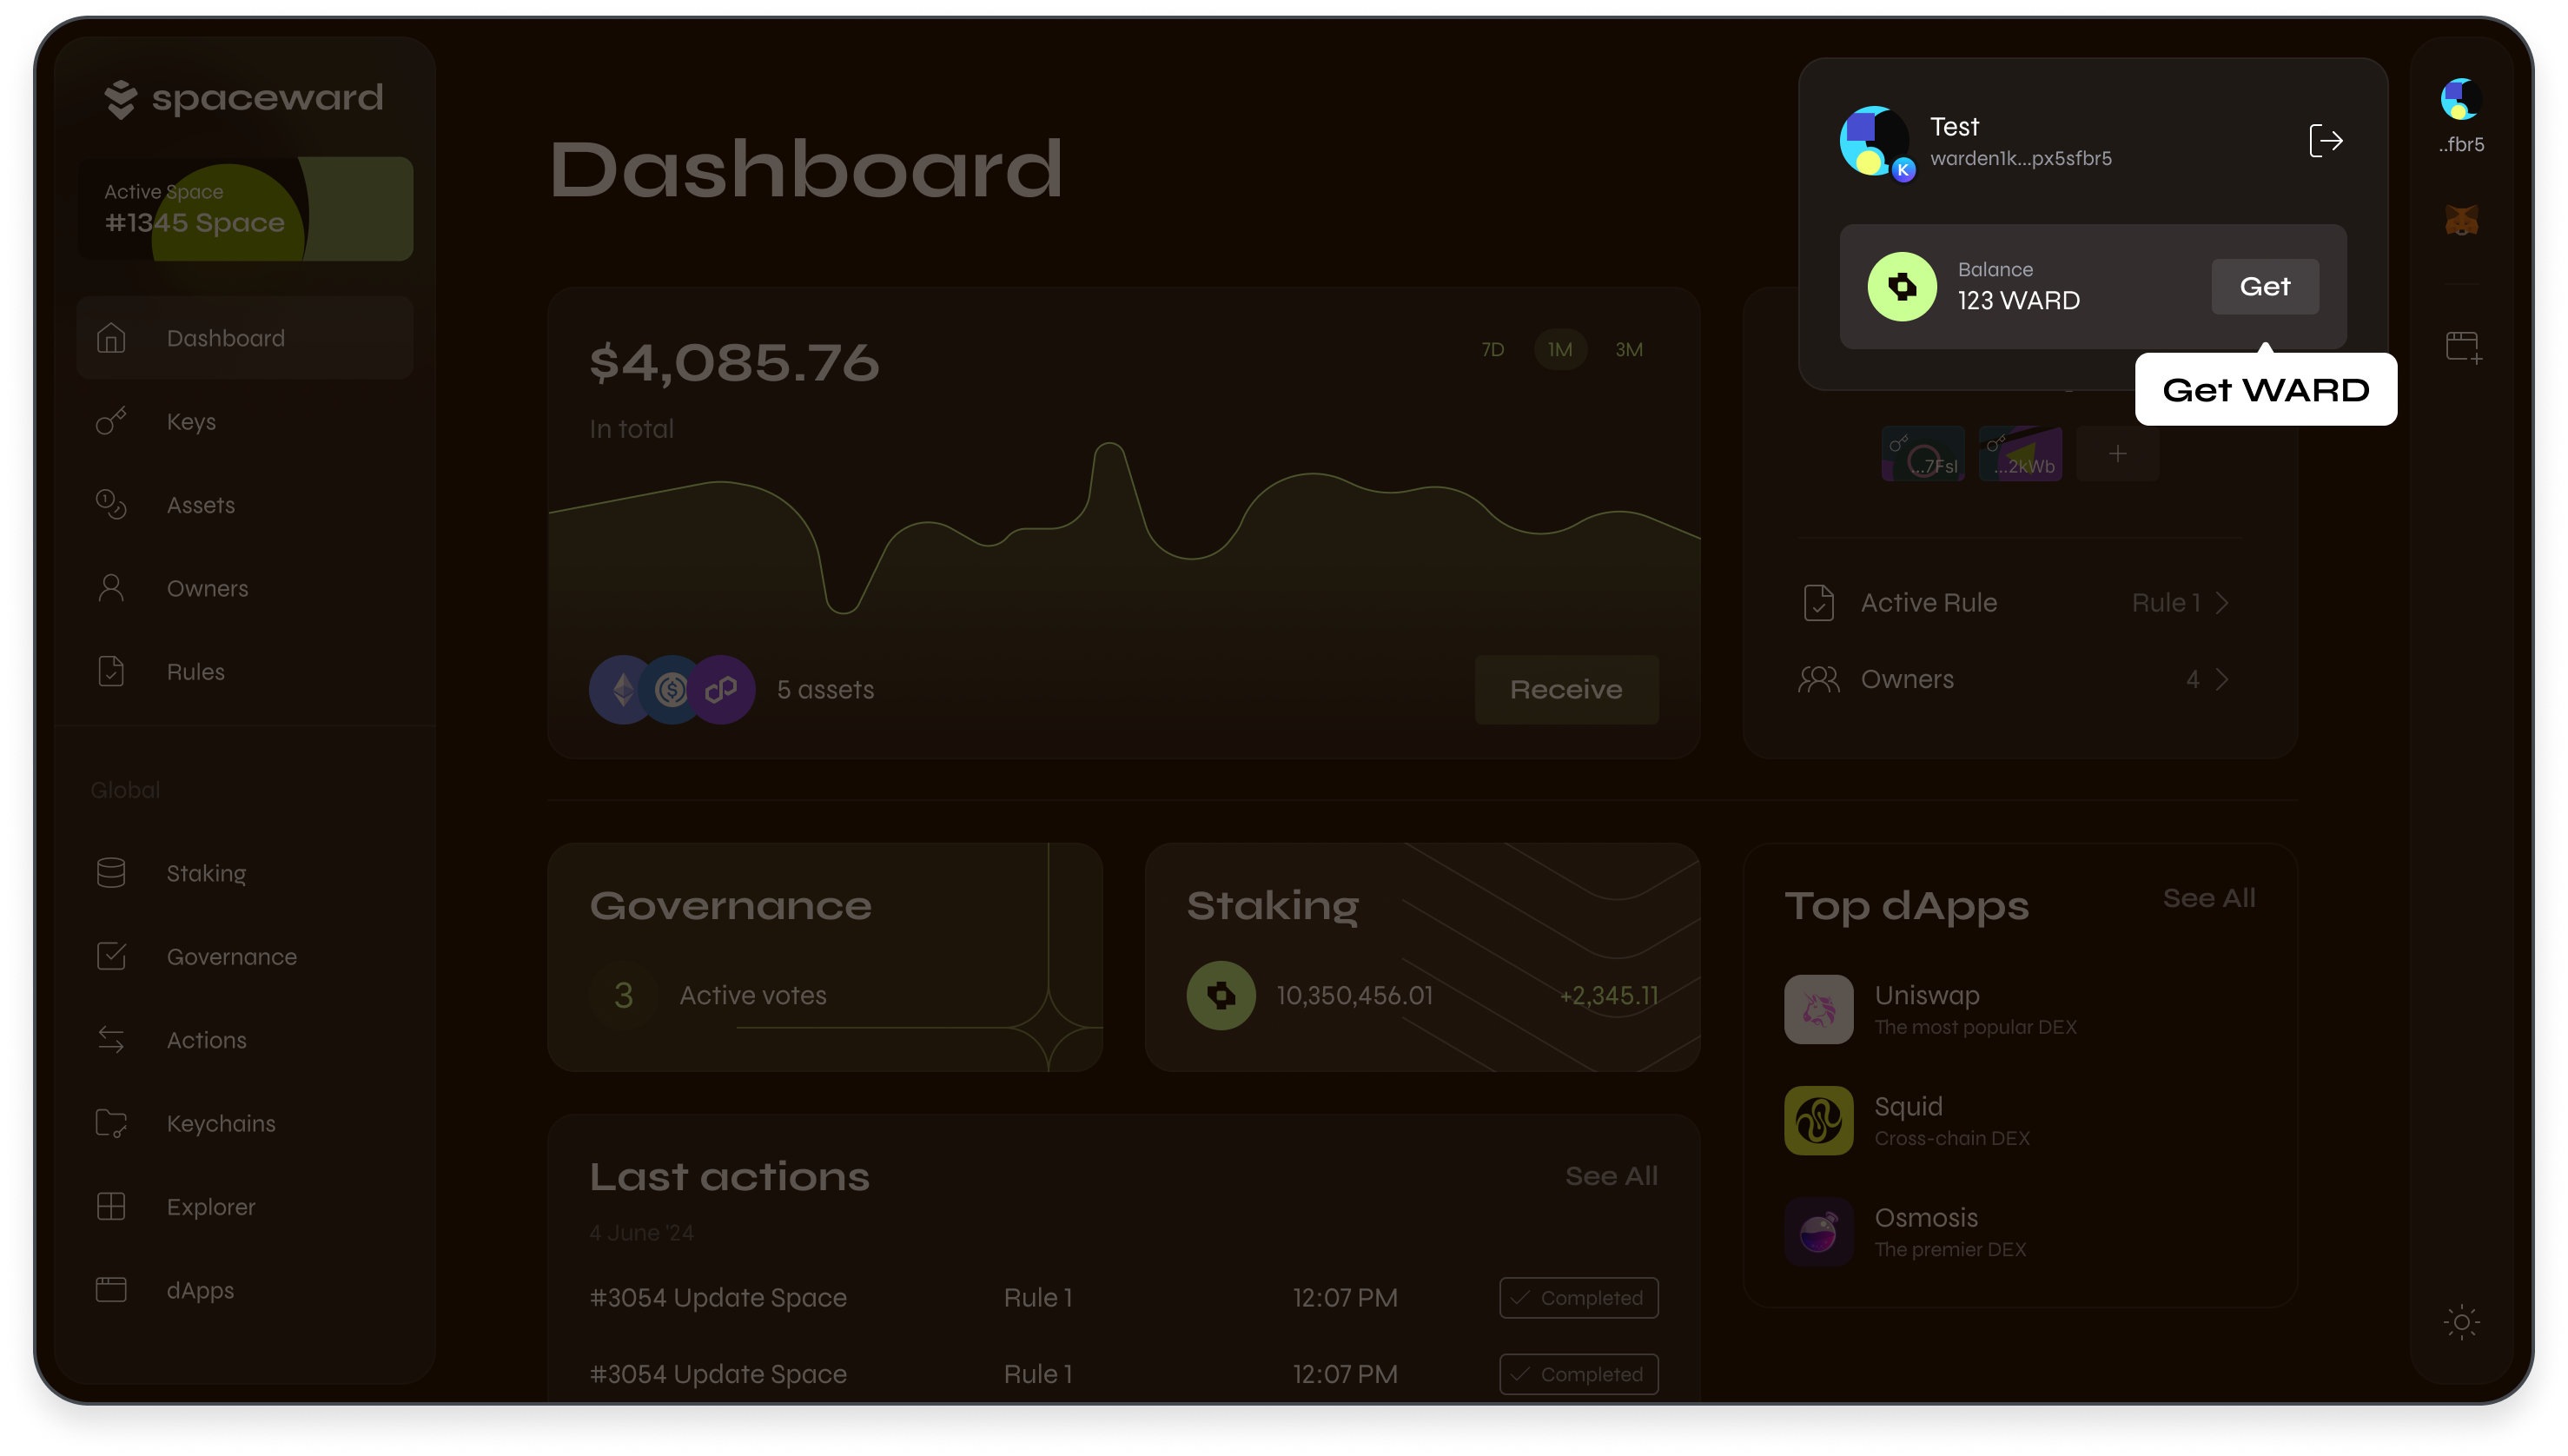 spaceward
Active Space
#1345 Space
Dashboard
Keys
Assets
Owners
Rules
Global
Staking
Governance
Actions
Keychains
Explorer
dApps
Dashboard
$4,085.76
7D 1M 3M
In total
5 assets
Receive
Test
warden1k...px5sfbr5
K
Balance
123 WARD
Get
Get WARD
...7Fsl
...2kWb
+
Active Rule
Rule 1
Owners
4
Governance
3 Active votes
Staking
10,350,456.01 +2,345.11
Top dApps See All
Uniswap
The most popular DEX
Squid
Cross-chain DEX
Osmosis
The premier DEX
Last actions See All
4 June '24
#3054 Update Space Rule 1 12:07 PM Completed
#3054 Update Space Rule 1 12:07 PM Completed
..fbr5